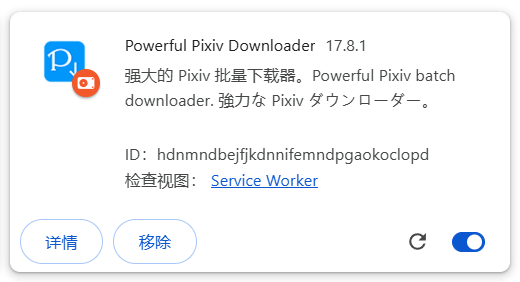 Powerful Pixiv Downloader 17.8.1
强大的 Pixiv 批量下载器。Powerful Pixiv batch
downloader. 強力な Pixiv ダウンローダー。
ID：hdnmndbejfjkdnnifemndpgaokoclopd
检查视图： Service Worker
详情 移除